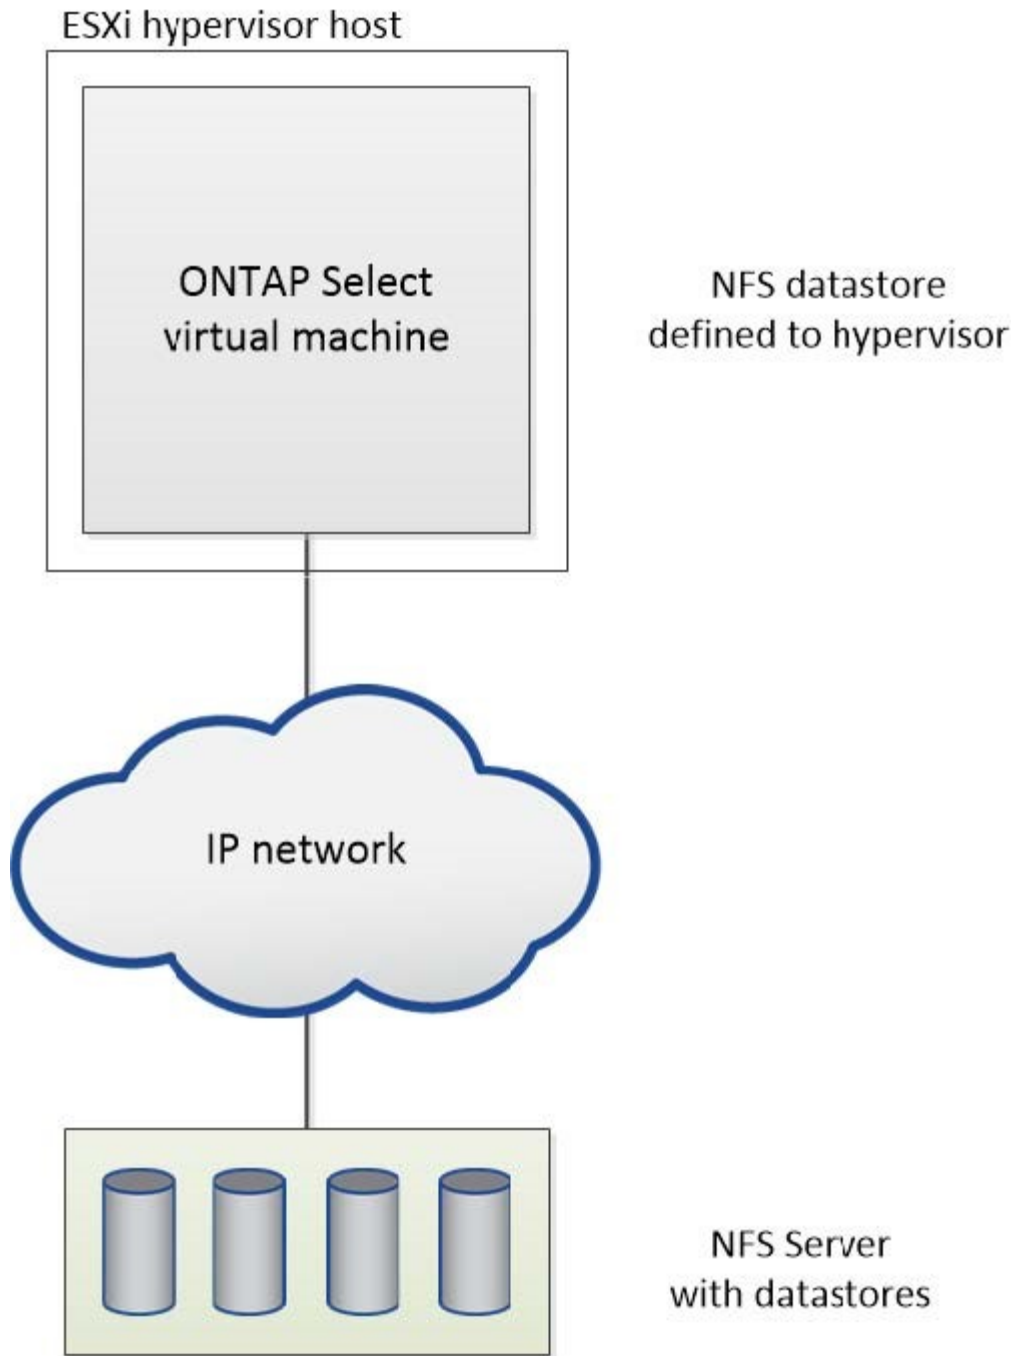 ESXi hypervisor host
ONTAP Select
virtual machine
NFS datastore
defined to hypervisor
IP network
NFS Server
with datastores